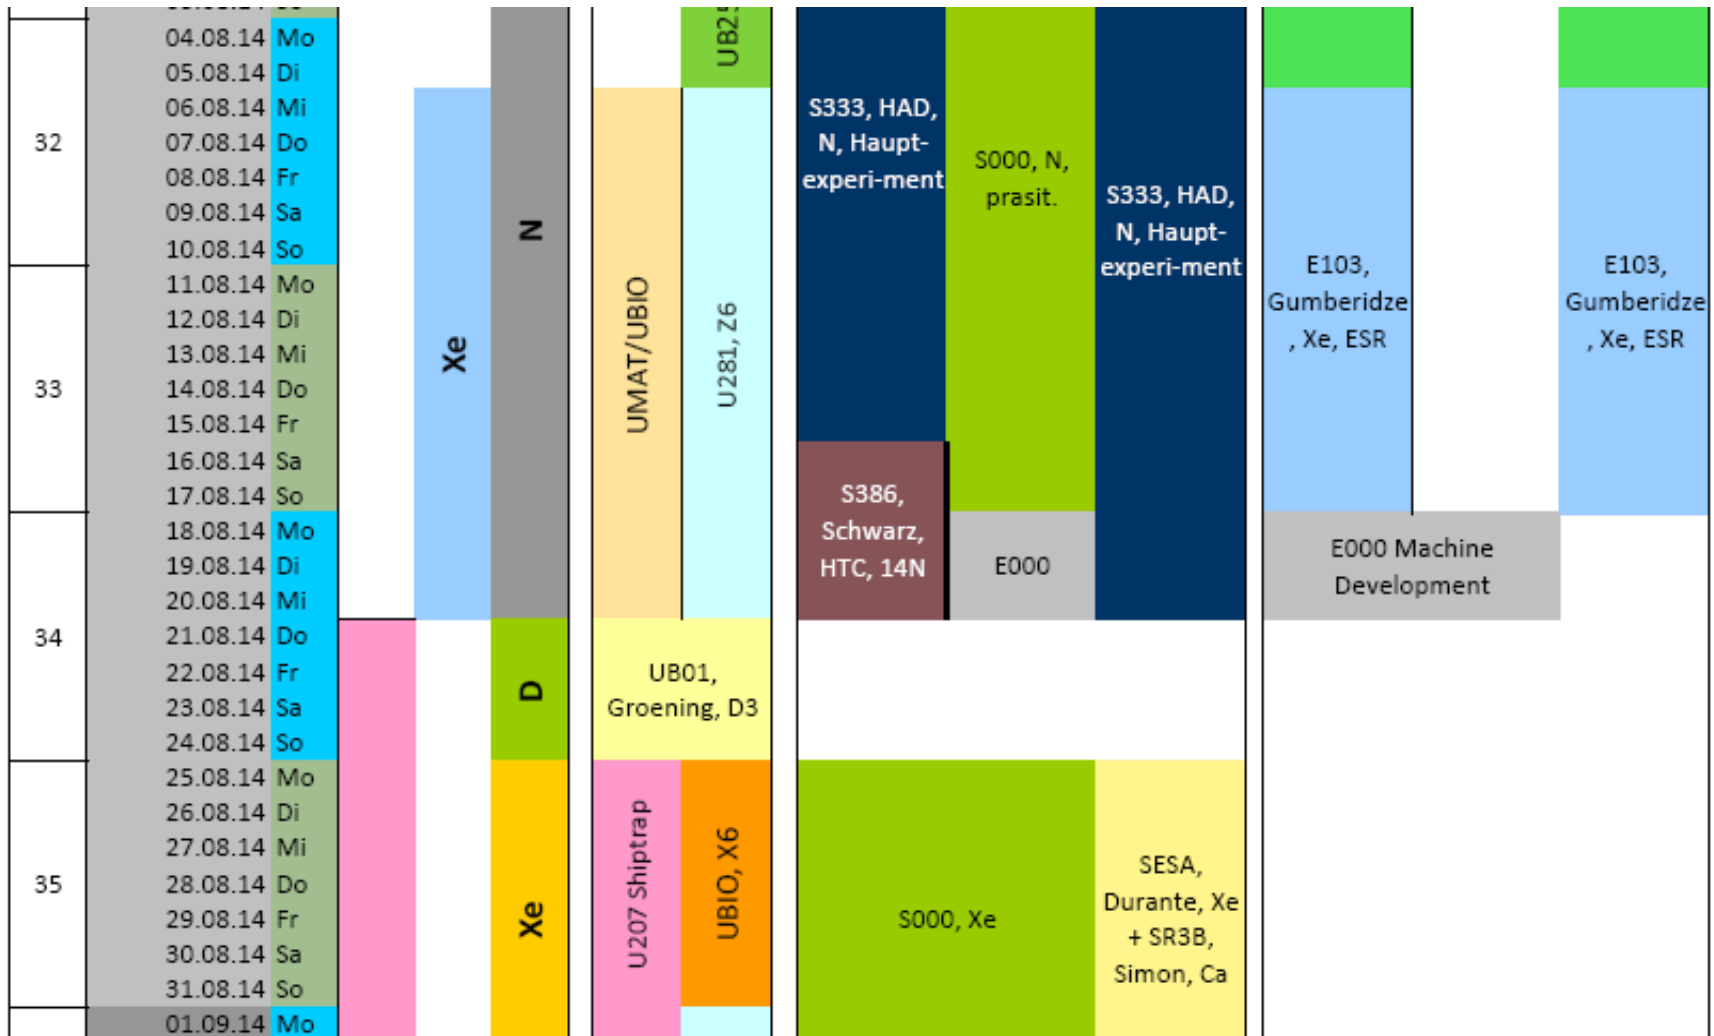 04.08.14 Mo
05.08.14 Di
06.08.14 Mi
07.08.14 Do
08.08.14 Fr
09.08.14 Sa
10.08.14 So
11.08.14 Mo
12.08.14 Di
13.08.14 Mi
14.08.14 Do
15.08.14 Fr
16.08.14 Sa
17.08.14 So
18.08.14 Mo
19.08.14 Di
20.08.14 Mi
21.08.14 Do
22.08.14 Fr
23.08.14 Sa
24.08.14 So
25.08.14 Mo
26.08.14 Di
27.08.14 Mi
28.08.14 Do
29.08.14 Fr
30.08.14 Sa
31.08.14 So
01.09.14 Mo
32
33
34
35
Xe
N
D
Xe
UMAT/UBIO
U281, Z6
UB01,
Groening, D3
U207 Shiptrap
UBIO, X6
S333, HAD,
N, Haupt-
experi-ment
S386,
Schwarz,
HTC, 14N
S000, N,
prasit.
E000
S333, HAD,
N, Haupt-
experi-ment
S000, Xe
SESA,
Durante, Xe
+ SR3B,
Simon, Ca
E103,
Gumberidze
, Xe, ESR
E103,
Gumberidze
, Xe, ESR
E000 Machine
Development